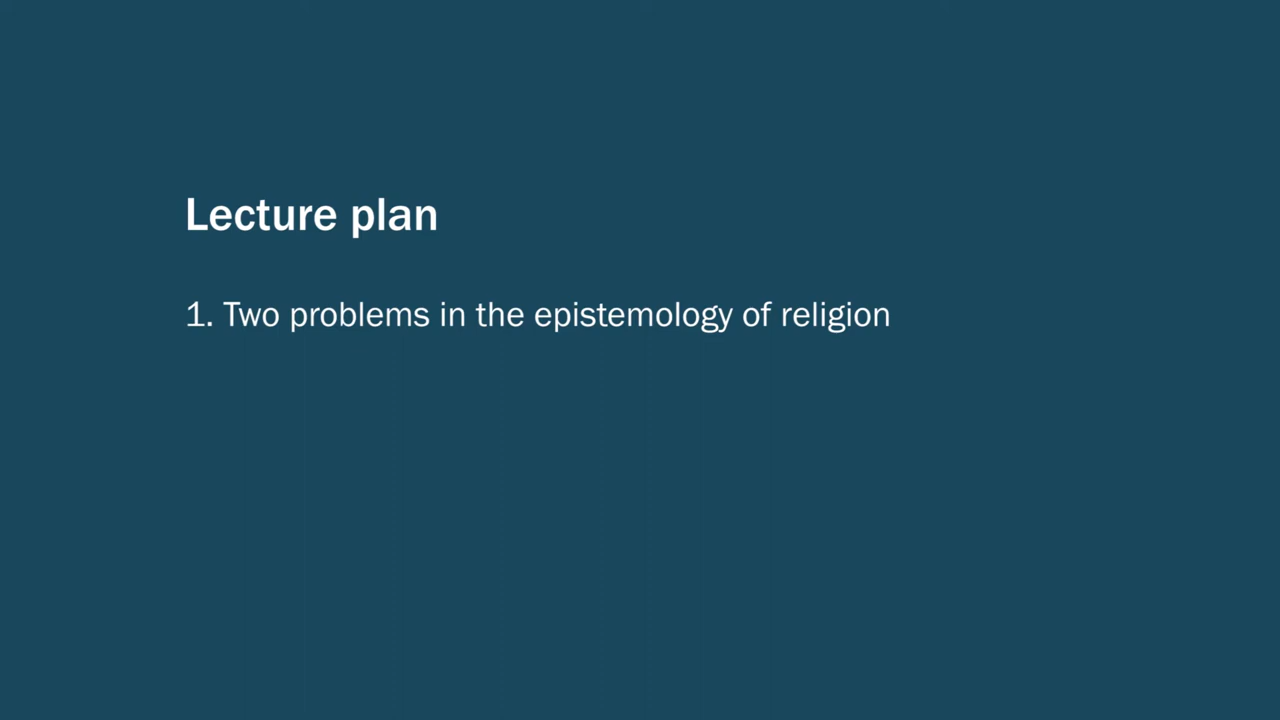 Lecture plan
1. Two problems in the epistemology of religion